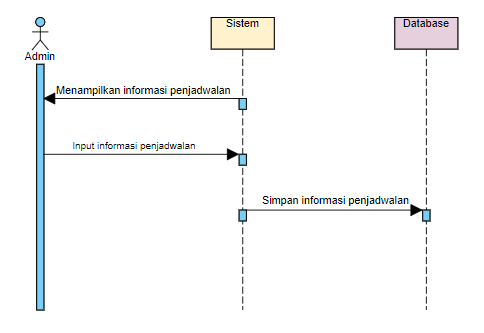 Sistem
Database
Admin
Menampilkan informasi penjadwalan
Input informasi penjadwalan
Simpan informasi penjadwalan